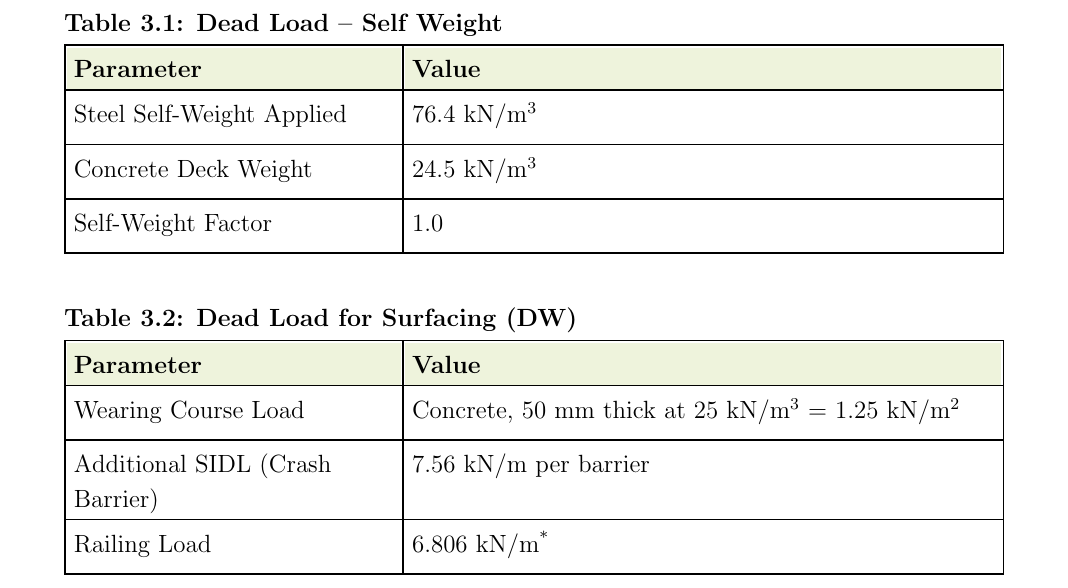 Table 3.1: Dead Load – Self Weight
Parameter Value
Steel Self-Weight Applied 76.4 kN/m³
Concrete Deck Weight 24.5 kN/m³
Self-Weight Factor 1.0
Table 3.2: Dead Load for Surfacing (DW)
Parameter Value
Wearing Course Load Concrete, 50 mm thick at 25 kN/m³ = 1.25 kN/m²
Additional SIDL (Crash 7.56 kN/m per barrier
Barrier)
Railing Load 6.806 kN/m*